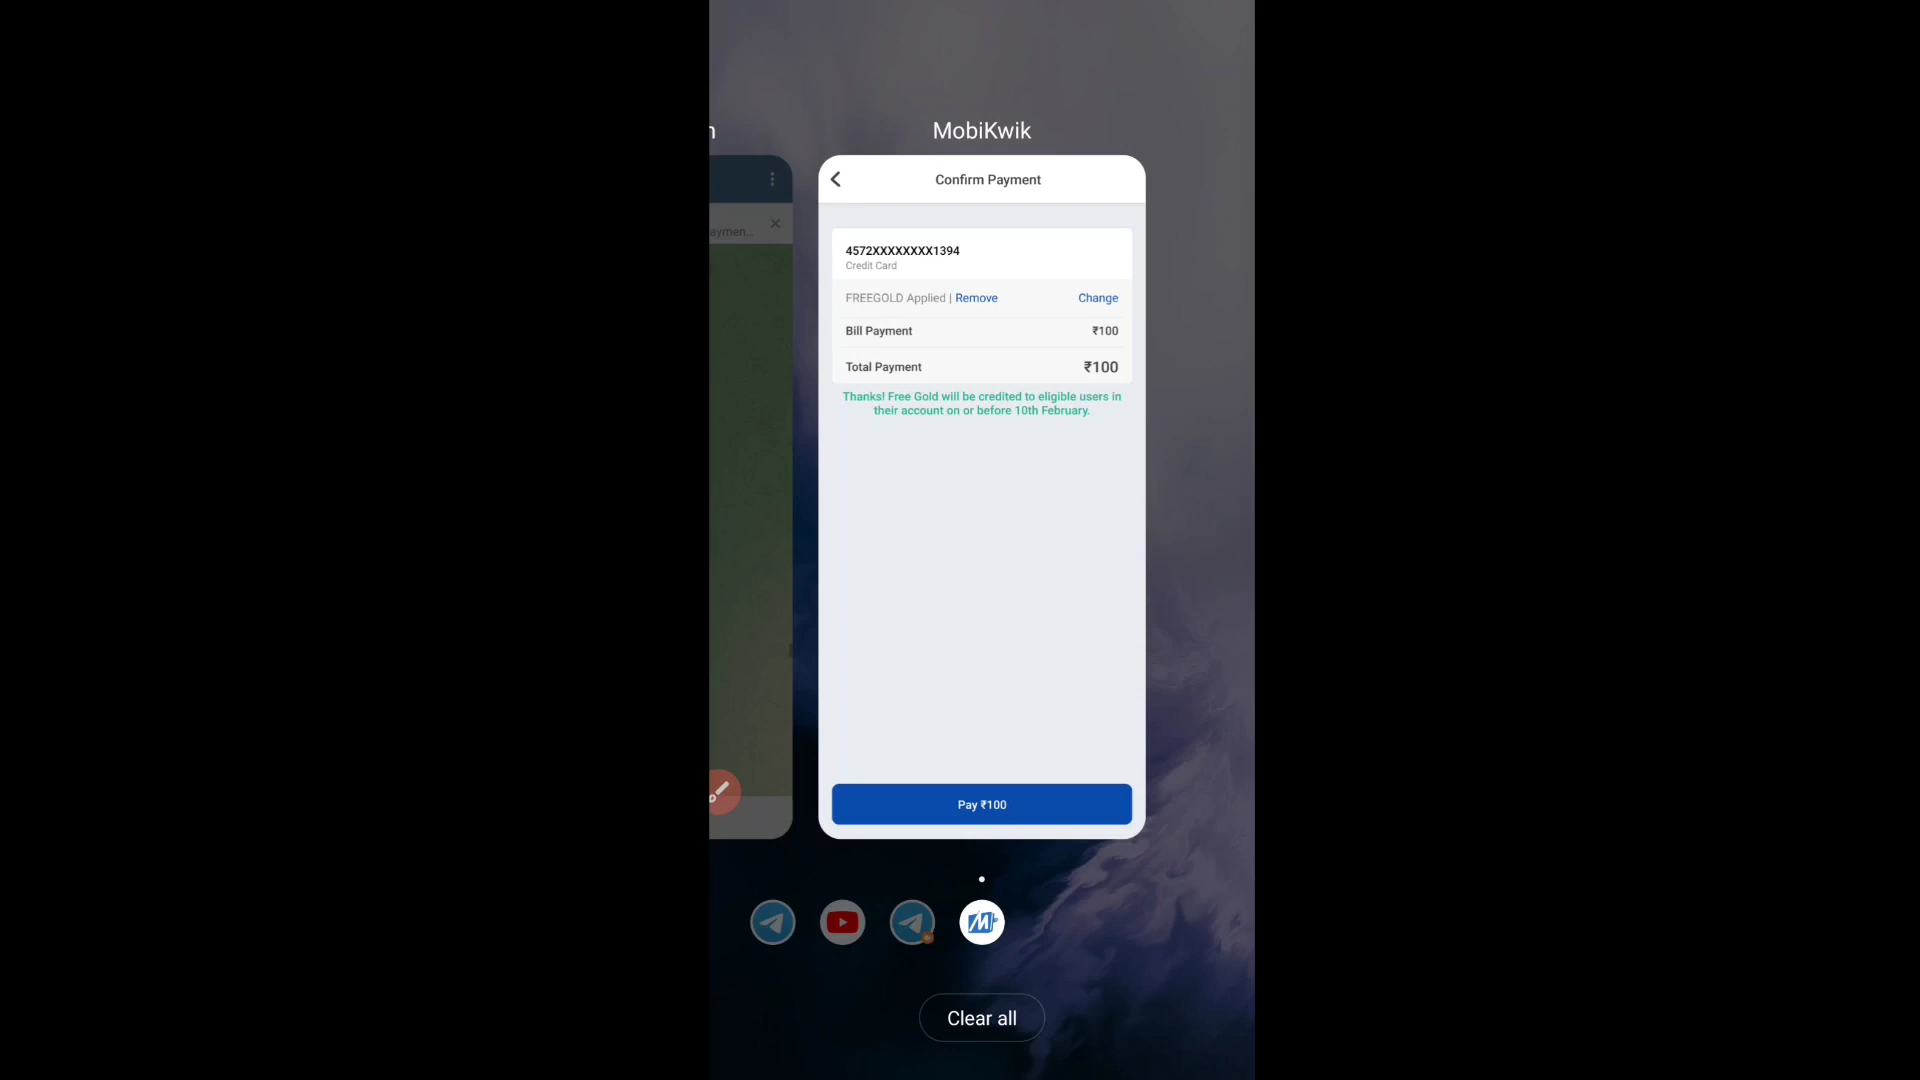 MobiKwik
Confirm Payment
aymen...
4572XXXXXXXX1394
Credit Card
FREEGOLD Applied | Remove
Change
Bill Payment
₹100
Total Payment
₹100
Thanks! Free Gold will be credited to eligible users in
their account on or before 10th February.
Pay ₹100
Clear all